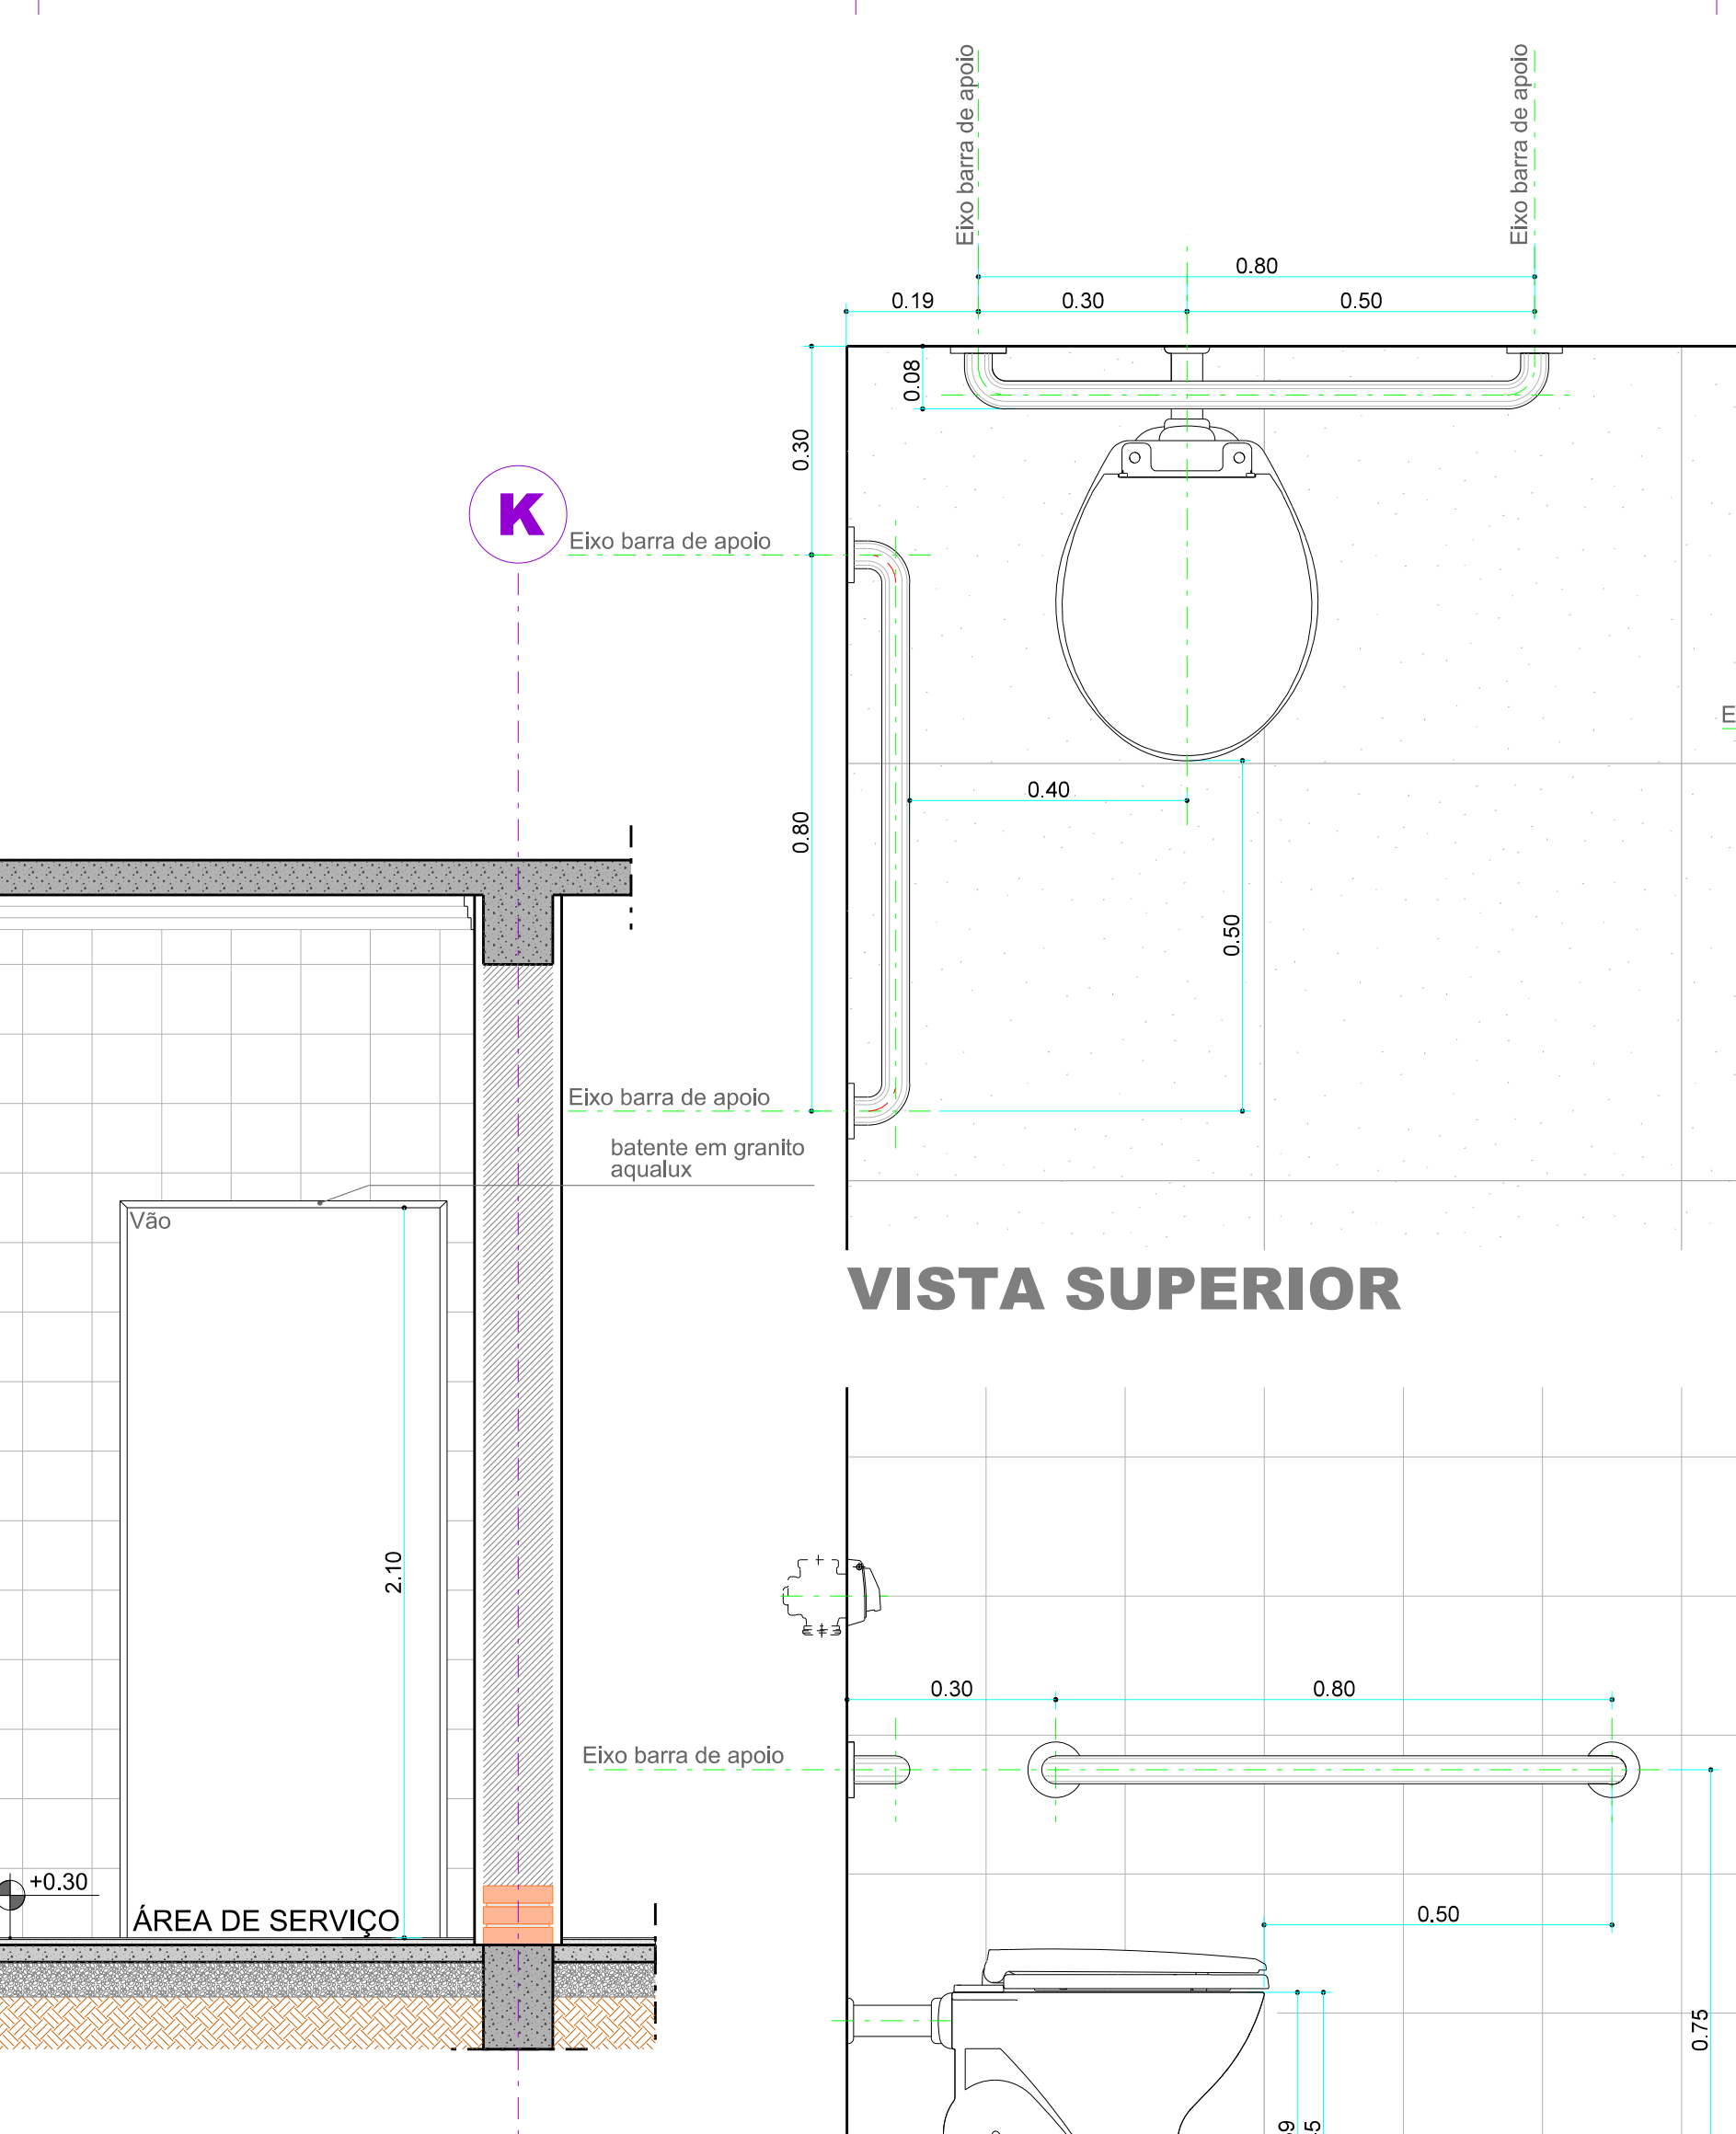 Eixo barra de apoio
Eixo barra de apoio
0.80
0.19
0.30
0.50
0.08
0.30
K
Eixo barra de apoio
0.40
0.80
0.50
Eixo barra de apoio
batente em granito
aqualux
Vão
VISTA SUPERIOR
2.10
0.30
0.80
Eixo barra de apoio
+0.30
ÁREA DE SERVIÇO
0.50
0.75